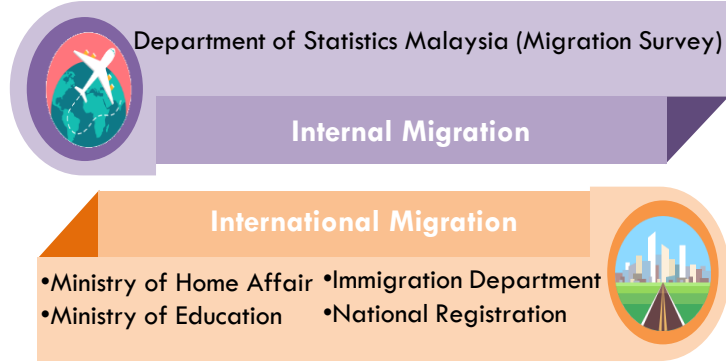 Department of Statistics Malaysia (Migration Survey)
Internal Migration
International Migration
•Ministry of Home Affair
•Ministry of Education
•Immigration Department
•National Registration